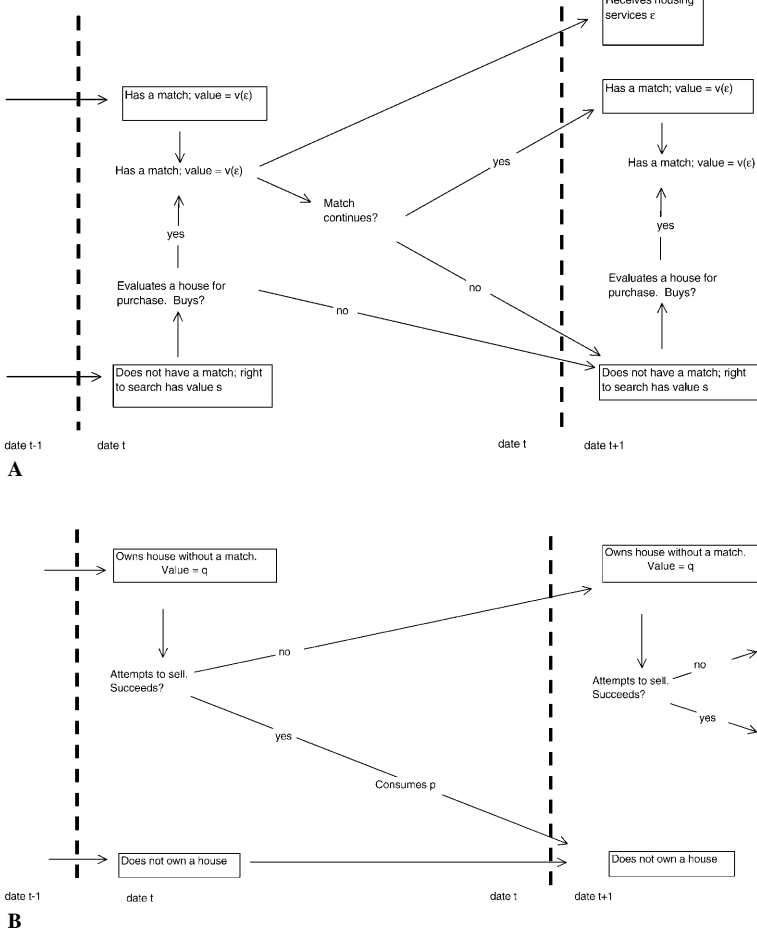 Receives housing
services ε
Has a match; value = v(ε)
Has a match; value = v(ε)
Has a match; value = v(ε)
Has a match; value = v(ε)
yes
Match
continues?
yes
yes
Evaluates a house for
purchase. Buys?
Evaluates a house for
purchase. Buys?
no
no
Does not have a match; right
to search has value s
Does not have a match; right
to search has value s
date t-1
date t
date t
date t+1
A
Owns house without a match.
Value = q
Owns house without a match.
Value = q
no
Attempts to sell.
Succeeds?
no
Attempts to sell.
Succeeds?
yes
yes
Consumes p
Does not own a house
Does not own a house
date t-1
date t
date t
date t+1
B